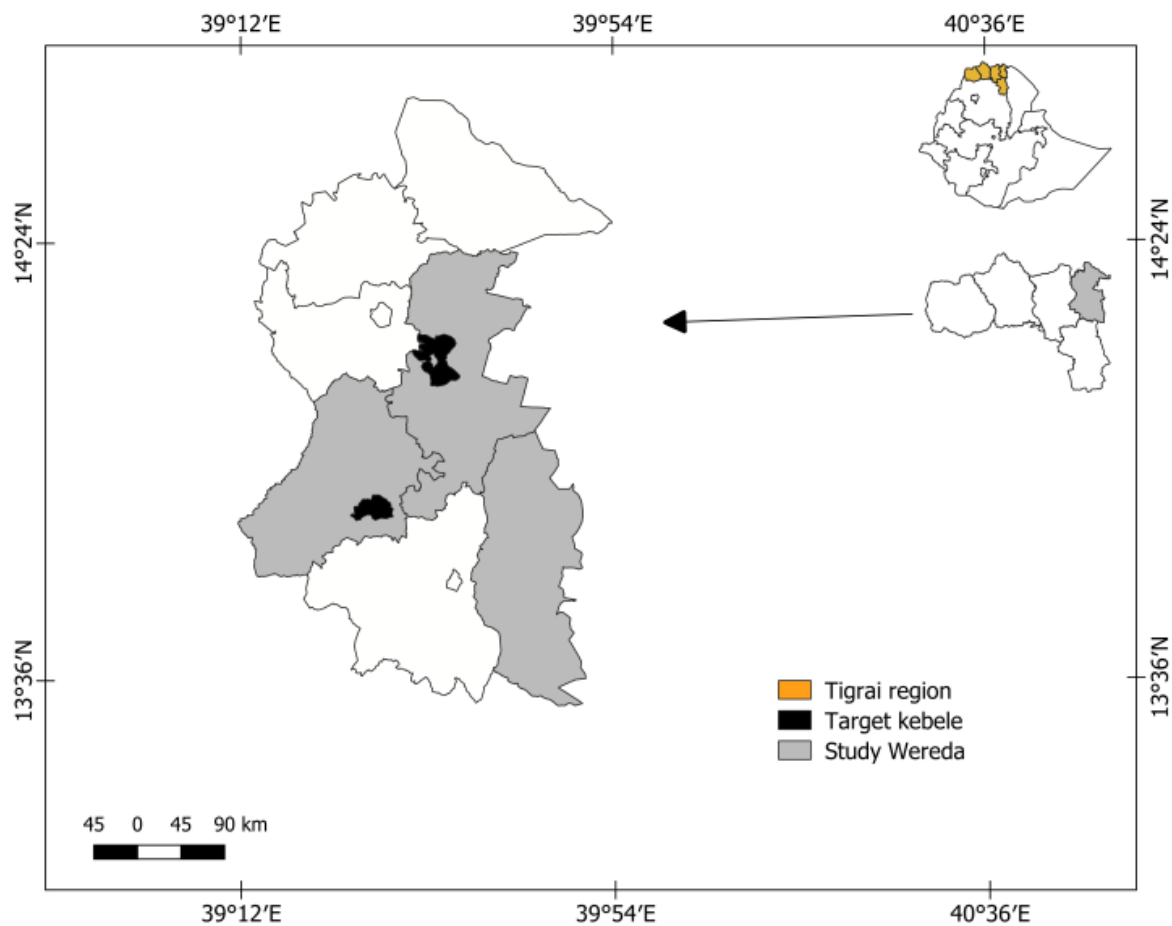 39°12′E 39°54′E 40°36′E
14°24′N 14°24′N
13°36′N 13°36′N
Tigrai region
Target kebele
Study Wereda
45 0 45 90 km
39°12′E 39°54′E 40°36′E